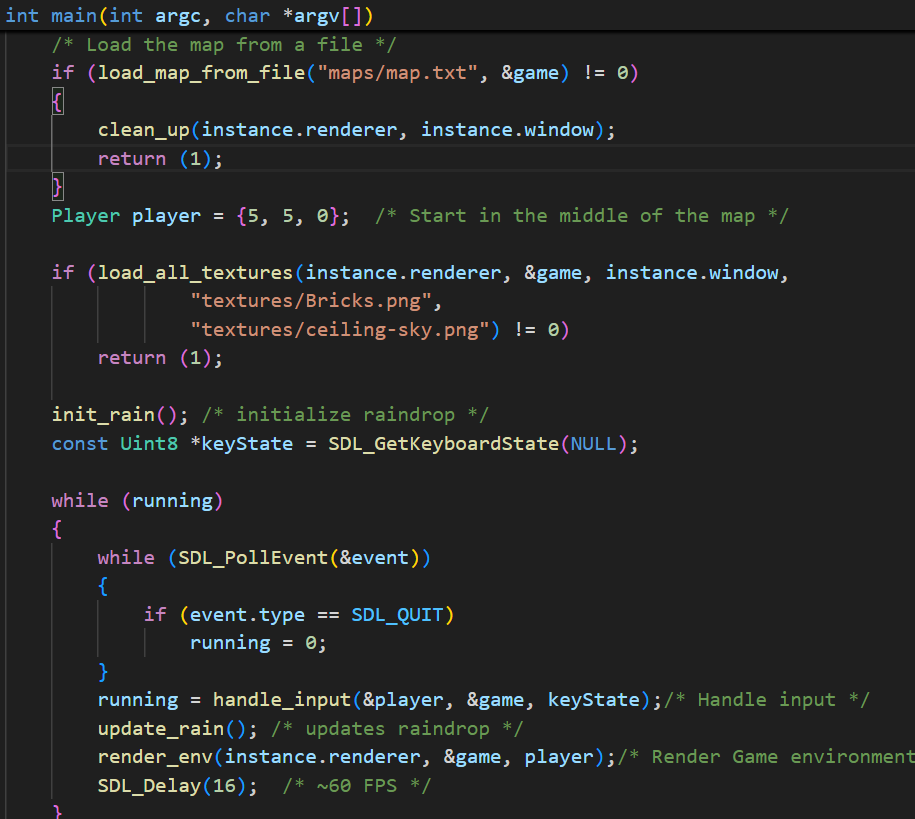 int main(int argc, char *argv[])
    /* Load the map from a file */
    if (load_map_from_file("maps/map.txt", &game) != 0)
    {
        clean_up(instance.renderer, instance.window);
        return (1);
    }
    Player player = {5, 5, 0};  /* Start in the middle of the map */

    if (load_all_textures(instance.renderer, &game, instance.window,
                "textures/Bricks.png",
                "textures/ceiling-sky.png") != 0)
        return (1);

    init_rain(); /* initialize raindrop */
    const Uint8 *keyState = SDL_GetKeyboardState(NULL);

    while (running)
    {
        while (SDL_PollEvent(&event))
        {
            if (event.type == SDL_QUIT)
                running = 0;
        }
        running = handle_input(&player, &game, keyState);/* Handle input */
        update_rain(); /* updates raindrop */
        render_env(instance.renderer, &game, player);/* Render Game environment
        SDL_Delay(16);  /* ~60 FPS */
    }